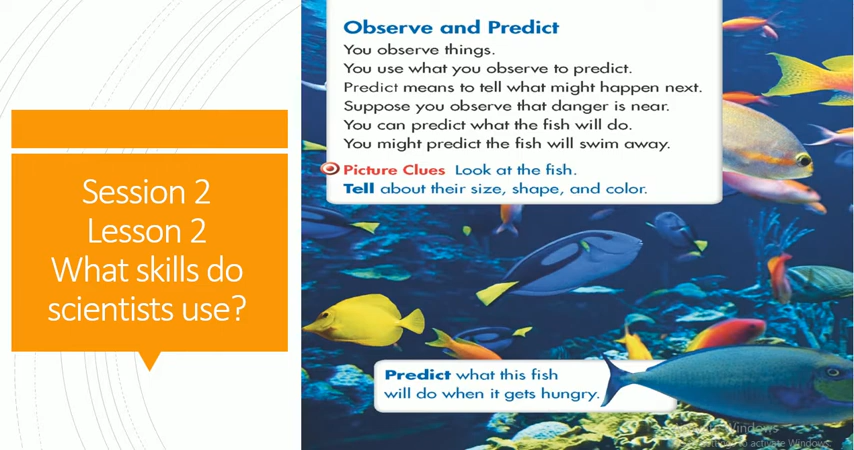 Session 2
Lesson 2
What skills do
scientists use?
Observe and Predict
You observe things.
You use what you observe to predict.
Predict means to tell what might happen next.
Suppose you observe that danger is near.
You can predict what the fish will do.
You might predict the fish will swim away.
Picture Clues Look at the fish.
Tell about their size, shape, and color.
Predict what this fish
will do when it gets hungry.
Windows
to activate Windows.